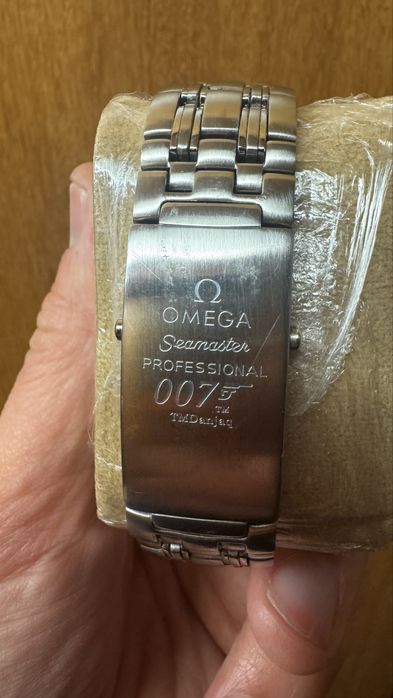 Ω
OMEGA
Seamaster
PROFESSIONAL
007 TM
TMDanjaq